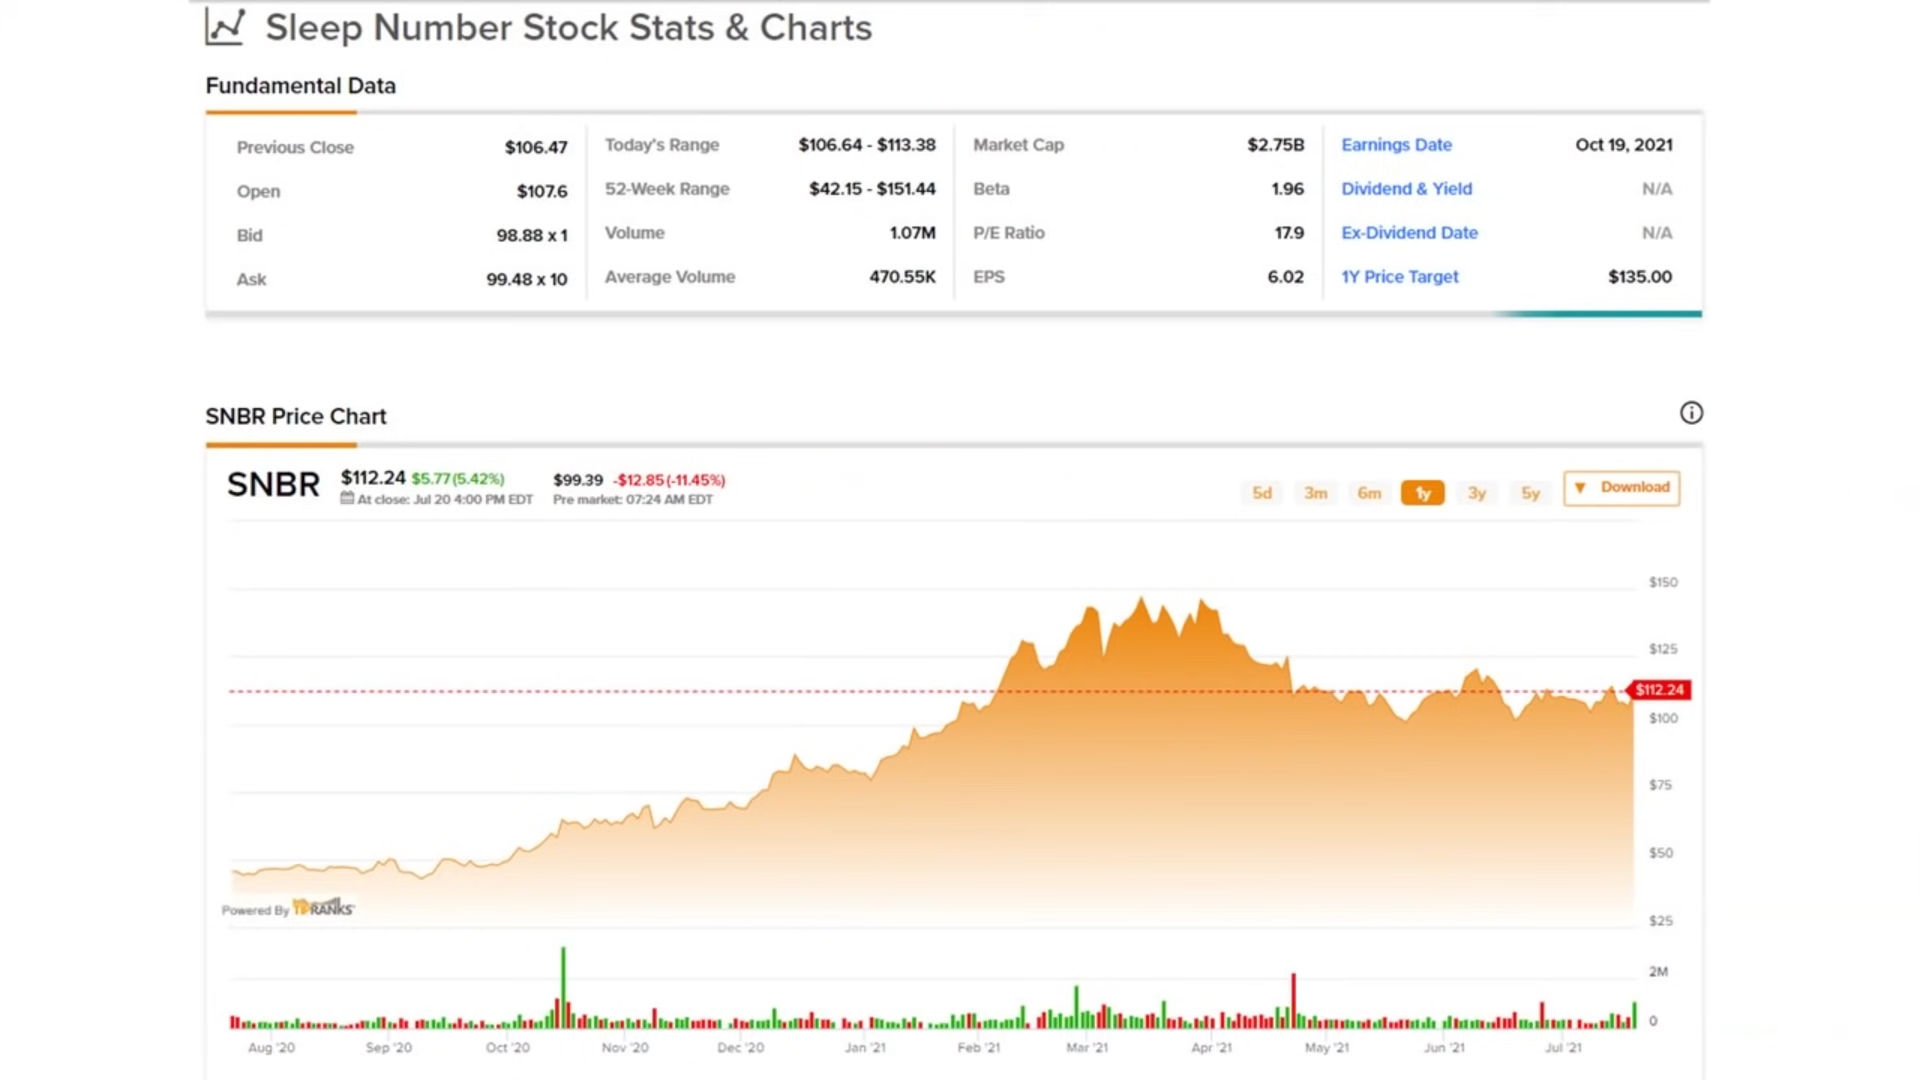 Sleep Number Stock Stats & Charts
Fundamental Data
Previous Close $106.47
Open $107.6
Bid 98.88 x 1
Ask 99.48 x 10
Today's Range $106.64 - $113.38
52-Week Range $42.15 - $151.44
Volume 1.07M
Average Volume 470.55K
Market Cap $2.75B
Beta 1.96
P/E Ratio 17.9
EPS 6.02
Earnings Date Oct 19, 2021
Dividend & Yield N/A
Ex-Dividend Date N/A
1Y Price Target $135.00
SNBR Price Chart
SNBR
$112.24 $5.77(5.42%)
At close: Jul 20 4:00 PM EDT
$99.39 -$12.85(-11.45%)
Pre market: 07:24 AM EDT
5d 3m 6m 1y 3y 5y Download
$150
$125
$112.24
$100
$75
$50
$25
Powered By TIPRANKS
2M
0
Aug '20 Sep '20 Oct '20 Nov '20 Dec '20 Jan '21 Feb '21 Mar '21 Apr '21 May '21 Jun '21 Jul '21